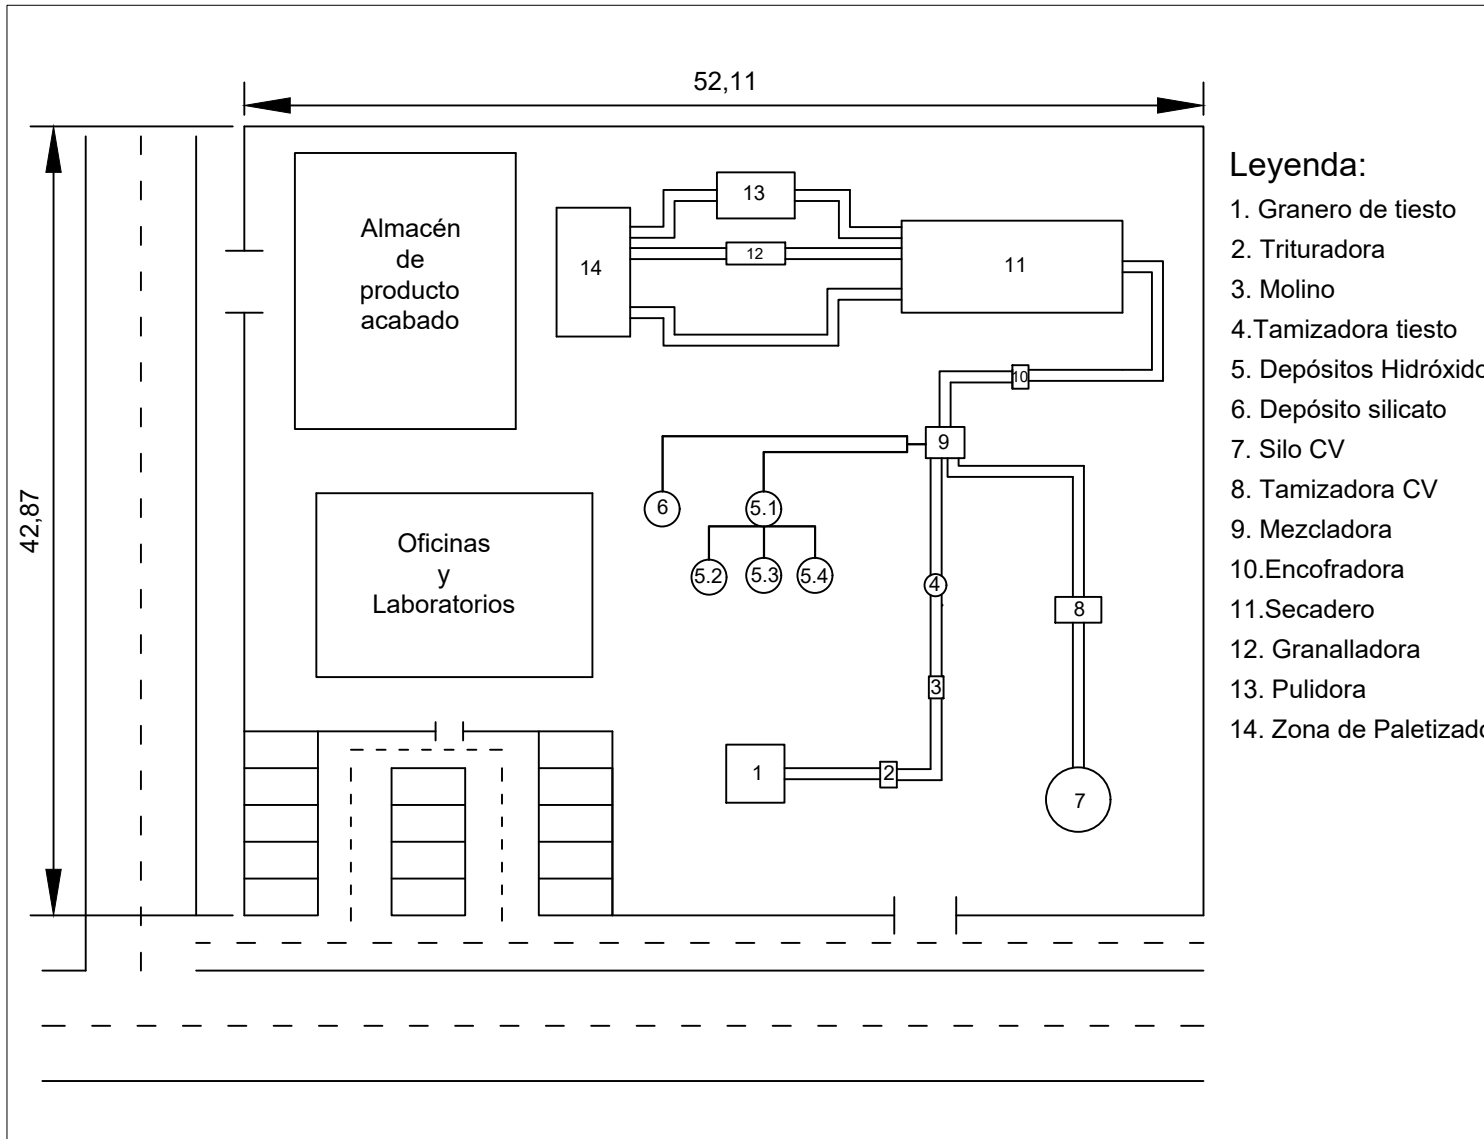 52,11
42,87
Almacén
de
producto
acabado
13
12
14
11
10
9
6
5.1
5.2
5.3
5.4
4
8
3
Oficinas
y
Laboratorios
1
2
7
Leyenda:
1. Granero de tiesto
2. Trituradora
3. Molino
4.Tamizadora tiesto
5. Depósitos Hidróxido
6. Depósito silicato
7. Silo CV
8. Tamizadora CV
9. Mezcladora
10.Encofradora
11.Secadero
12. Granalladora
13. Pulidora
14. Zona de Paletizado